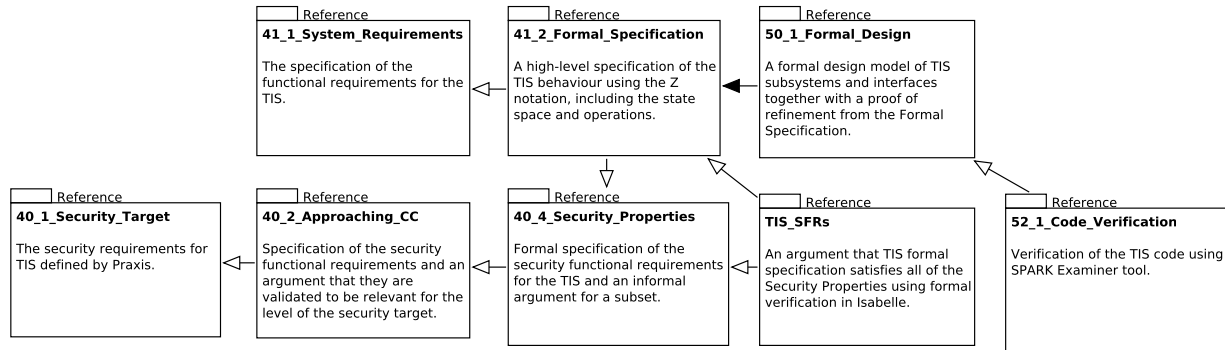 Reference
41_1_System_Requirements
The specification of the
functional requirements for the
TIS.
Reference
41_2_Formal_Specification
A high-level specification of the
TIS behaviour using the Z
notation, including the state
space and operations.
Reference
50_1_Formal_Design
A formal design model of TIS
subsystems and interfaces
together with a proof of
refinement from the Formal
Specification.
Reference
40_1_Security_Target
The security requirements for
TIS defined by Praxis.
Reference
40_2_Approaching_CC
Specification of the security
functional requirements and an
argument that they are
validated to be relevant for the
level of the security target.
Reference
40_4_Security_Properties
Formal specification of the
security functional requirements
for the TIS and an informal
argument for a subset.
Reference
TIS_SFRs
An argument that TIS formal
specification satisfies all of the
Security Properties using formal
verification in Isabelle.
Reference
52_1_Code_Verification
Verification of the TIS code using
SPARK Examiner tool.